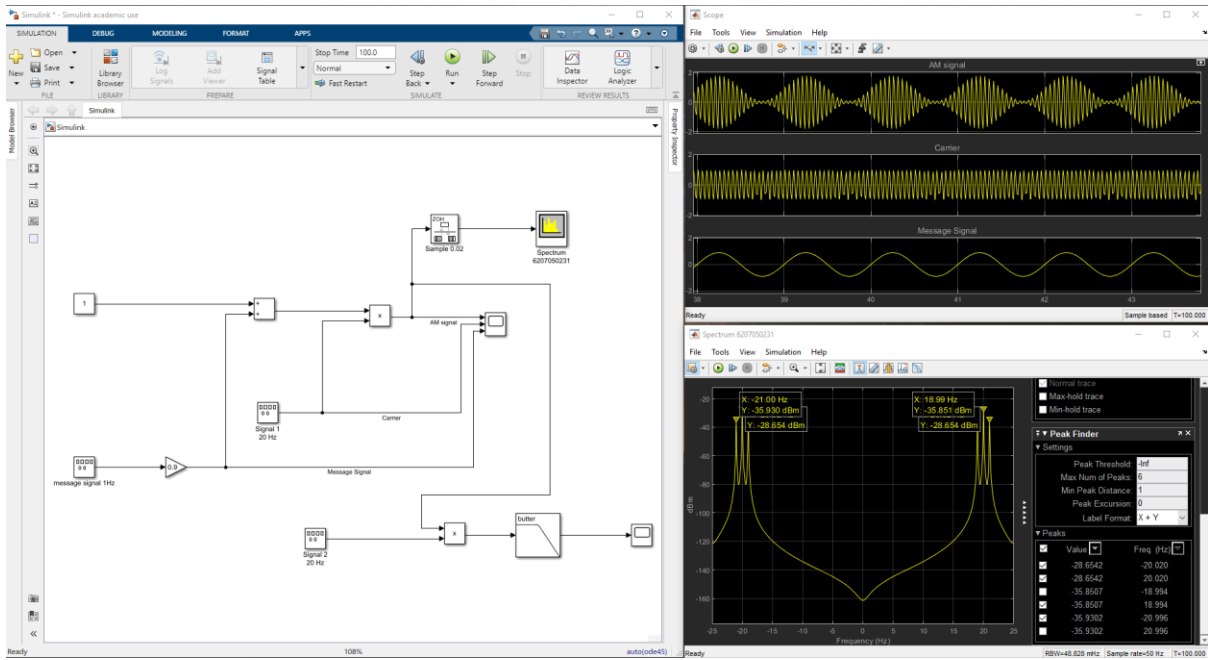 Simulink * - Simulink academic use
SIMULATION DEBUG MODELING FORMAT APPS
New
Open
Save
Print
FILE
Library
Browser
LIBRARY
Log
Signals
Add
Viewer
Signal
Table
PREPARE
Stop Time 100.0
Normal
Fast Restart
Step
Back
Run
Step
Forward
Stop
SIMULATE
Data
Inspector
Logic
Analyzer
REVIEW RESULTS
Model Browser
Simulink
Simulink
Property Inspector
ZOH
Sample 0.02
Spectrum
6207050231
1
+
+
x
AM signal
Signal 1
20 Hz
Carrier
message signal 1Hz
0.9
Message Signal
Signal 2
20 Hz
x
butter
Ready 108% auto(ode45)
Scope
File Tools View Simulation Help
AM signal
2
0
-2
Carrier
2
0
-2
Message Signal
2
0
-2
38 39 40 41 42 43
Ready Sample based T=100.000
Spectrum 6207050231
File Tools View Simulation Help
X: -21.00 Hz
Y: -35.930 dBm
Y: -28.654 dBm
X: 18.99 Hz
Y: -35.851 dBm
Y: -28.654 dBm
-20
-40
-60
-80
-100
-120
-140
-160
dBm
-25 -20 -15 -10 -5 0 5 10 15 20 25
Frequency (Hz)
Normal trace
Max-hold trace
Min-hold trace
Peak Finder
Settings
Peak Threshold: -Inf
Max Num of Peaks: 6
Min Peak Distance: 1
Peak Excursion: 0
Label Format: X + Y
Peaks
Value Freq. (Hz)
-28.6542 -20.020
-28.6542 20.020
-35.8507 -18.994
-35.8507 18.994
-35.9302 -20.996
-35.9302 20.996
Ready RBW=48.828 mHz Sample rate=50 Hz T=100.000